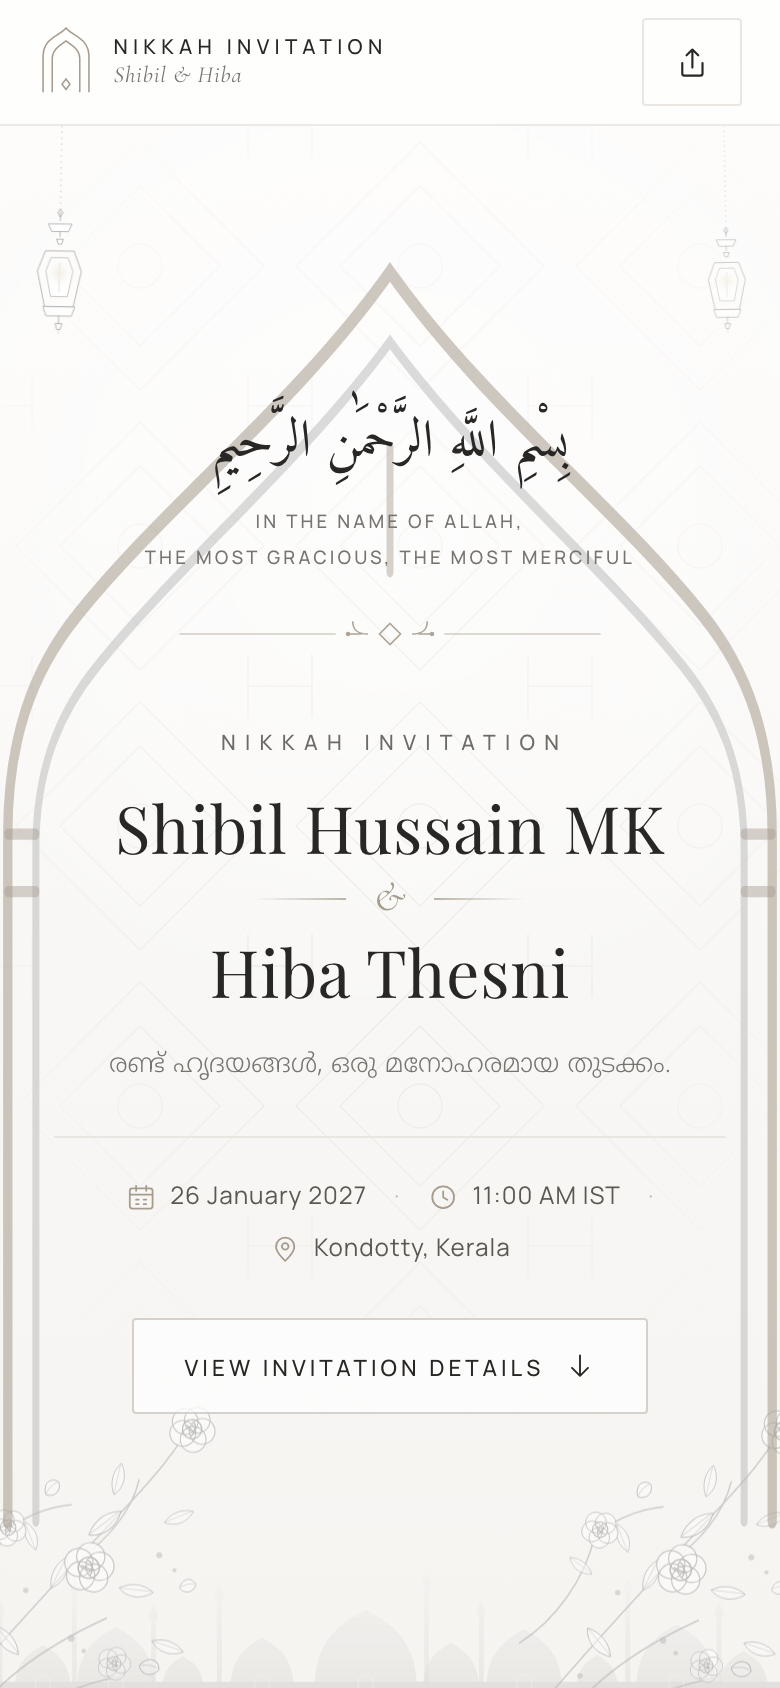 NIKKAH INVITATION
Shibil & Hiba
بِسْمِ اللَّهِ الرَّحْمَٰنِ الرَّحِيمِ
IN THE NAME OF ALLAH,
THE MOST GRACIOUS, THE MOST MERCIFUL
NIKKAH INVITATION
Shibil Hussain MK
&
Hiba Thesni
രണ്ട് ഹൃദയങ്ങൾ, ഒരു മനോഹരമായ തുടക്കം.
26 January 2027 · 11:00 AM IST ·
Kondotty, Kerala
VIEW INVITATION DETAILS ↓